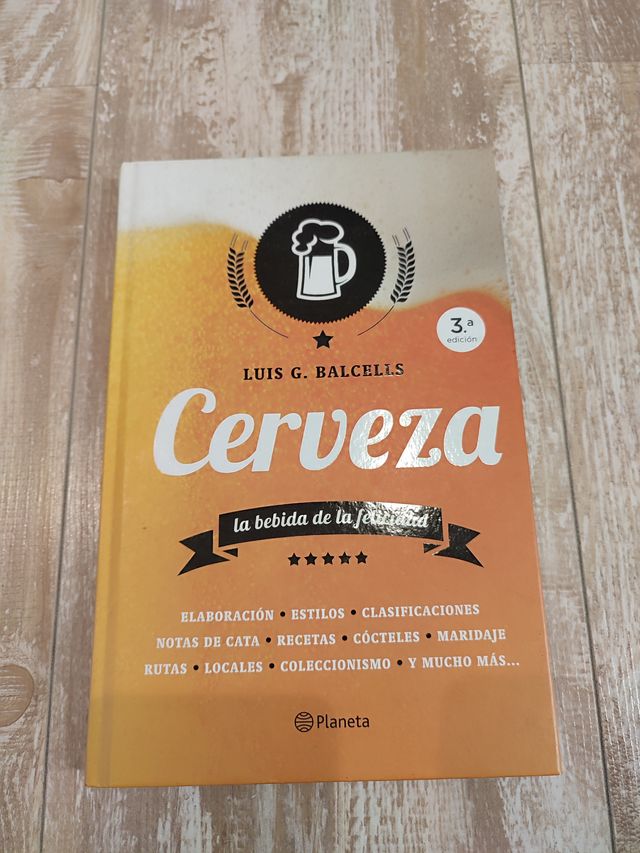 3.ª
edición
LUIS G. BALCELLS
Cerveza
la bebida de la felicidad
ELABORACIÓN • ESTILOS • CLASIFICACIONES
NOTAS DE CATA • RECETAS • CÓCTELES • MARIDAJE
RUTAS • LOCALES • COLECCIONISMO • Y MUCHO MÁS...
Planeta